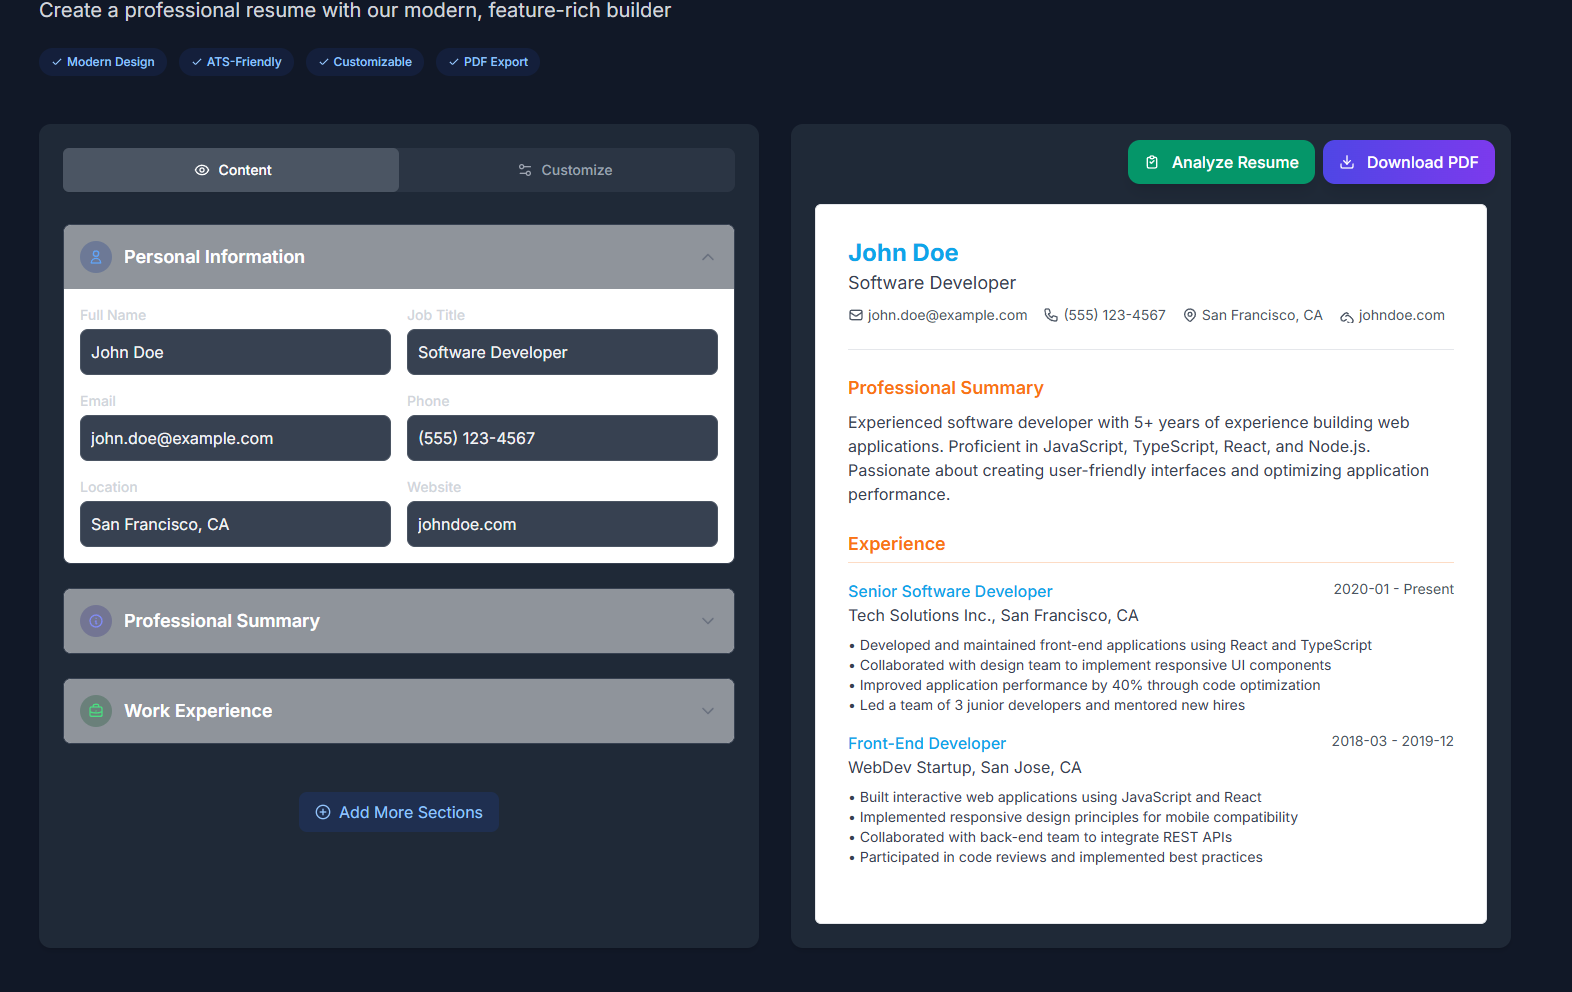 Create a professional resume with our modern, feature-rich builder
Modern Design
ATS-Friendly
Customizable
PDF Export
Content
Customize
Personal Information
Full Name
Job Title
John Doe
Software Developer
Email
Phone
john.doe@example.com
(555) 123-4567
Location
Website
San Francisco, CA
johndoe.com
Professional Summary
Work Experience
Add More Sections
Analyze Resume
Download PDF
John Doe
Software Developer
john.doe@example.com (555) 123-4567 San Francisco, CA johndoe.com
Professional Summary
Experienced software developer with 5+ years of experience building web
applications. Proficient in JavaScript, TypeScript, React, and Node.js.
Passionate about creating user-friendly interfaces and optimizing application
performance.
Experience
Senior Software Developer 2020-01 - Present
Tech Solutions Inc., San Francisco, CA
• Developed and maintained front-end applications using React and TypeScript
• Collaborated with design team to implement responsive UI components
• Improved application performance by 40% through code optimization
• Led a team of 3 junior developers and mentored new hires
Front-End Developer 2018-03 - 2019-12
WebDev Startup, San Jose, CA
• Built interactive web applications using JavaScript and React
• Implemented responsive design principles for mobile compatibility
• Collaborated with back-end team to integrate REST APIs
• Participated in code reviews and implemented best practices